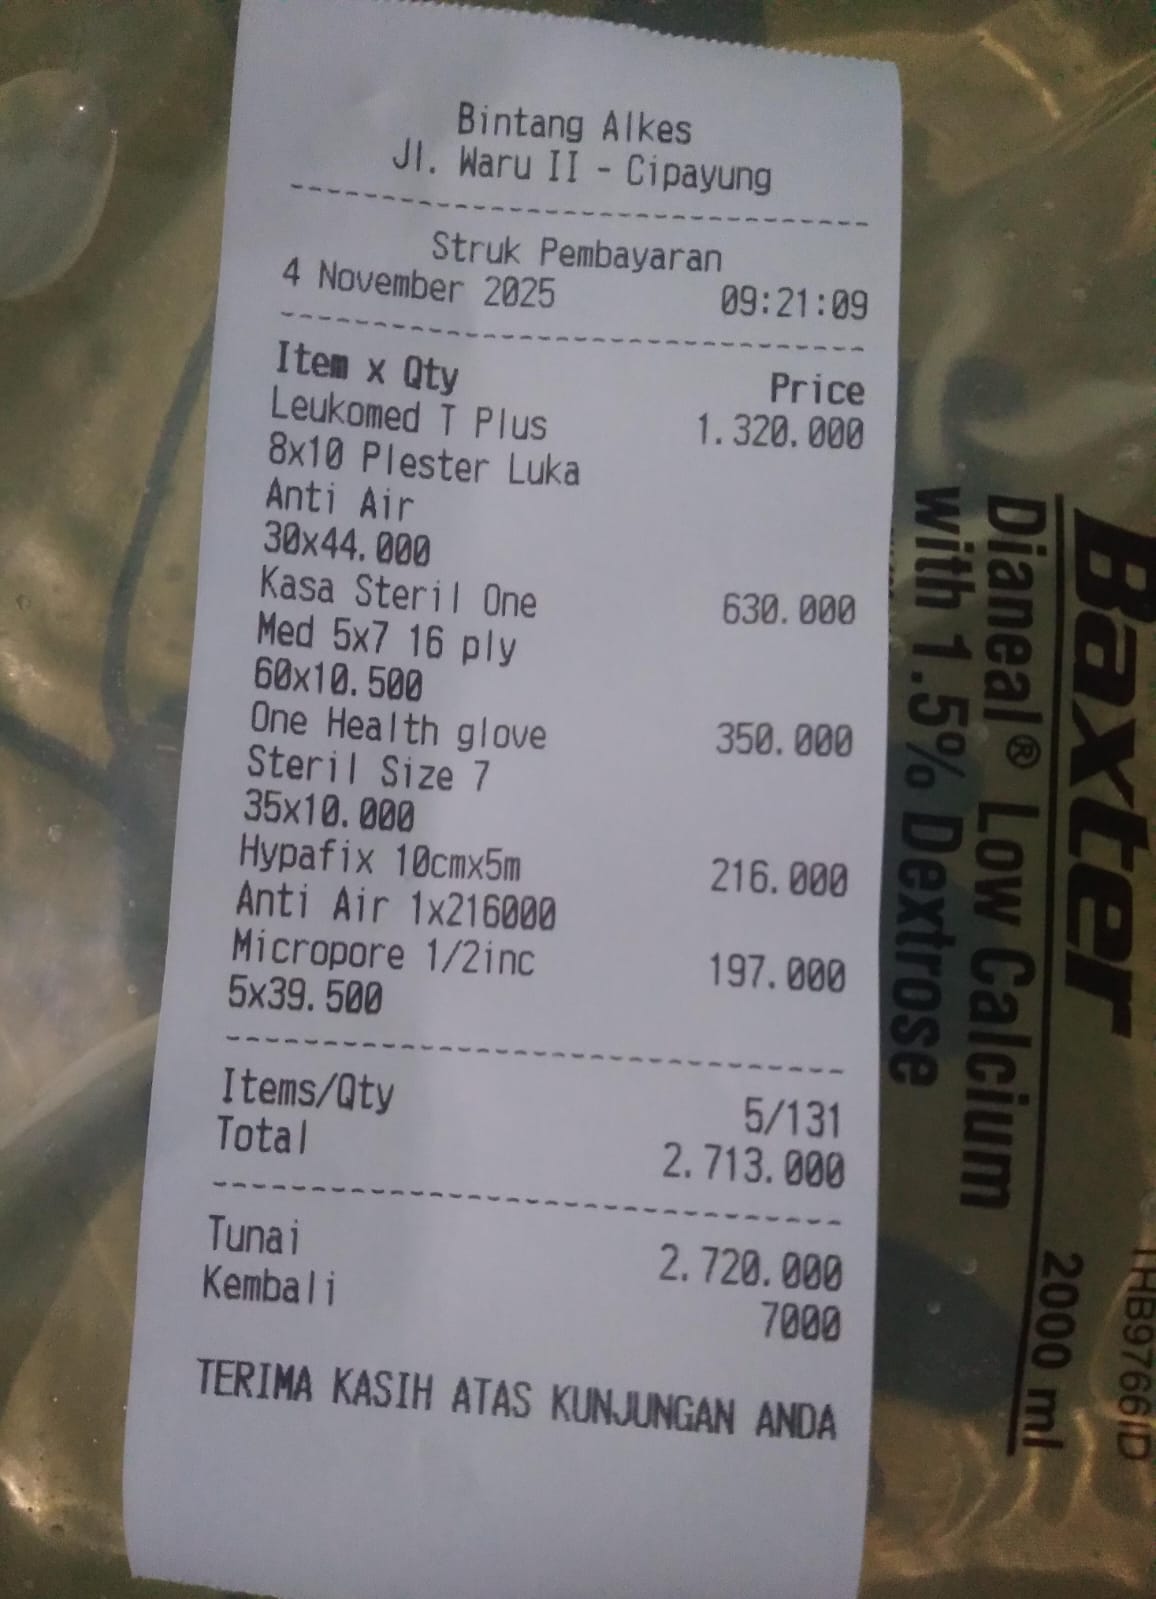 Bintang Alkes
Jl. Waru II - Cipayung
Struk Pembayaran
4 November 2025 09:21:09
Item x Qty Price
Leukomed T Plus 1.320.000
8x10 Plester Luka
Anti Air
30x44.000
Kasa Steril One 630.000
Med 5x7 16 ply
60x10.500
One Health glove 350.000
Steril Size 7
35x10.000
Hypafix 10cmx5m 216.000
Anti Air 1x216000
Micropore 1/2inc 197.000
5x39.500
Items/Qty 5/131
Total 2.713.000
Tunai 2.720.000
Kembali 7000
TERIMA KASIH ATAS KUNJUNGAN ANDA
Baxter
Dianeal® Low Calcium
with 1.5% Dextrose
2000 ml
THB9766ID